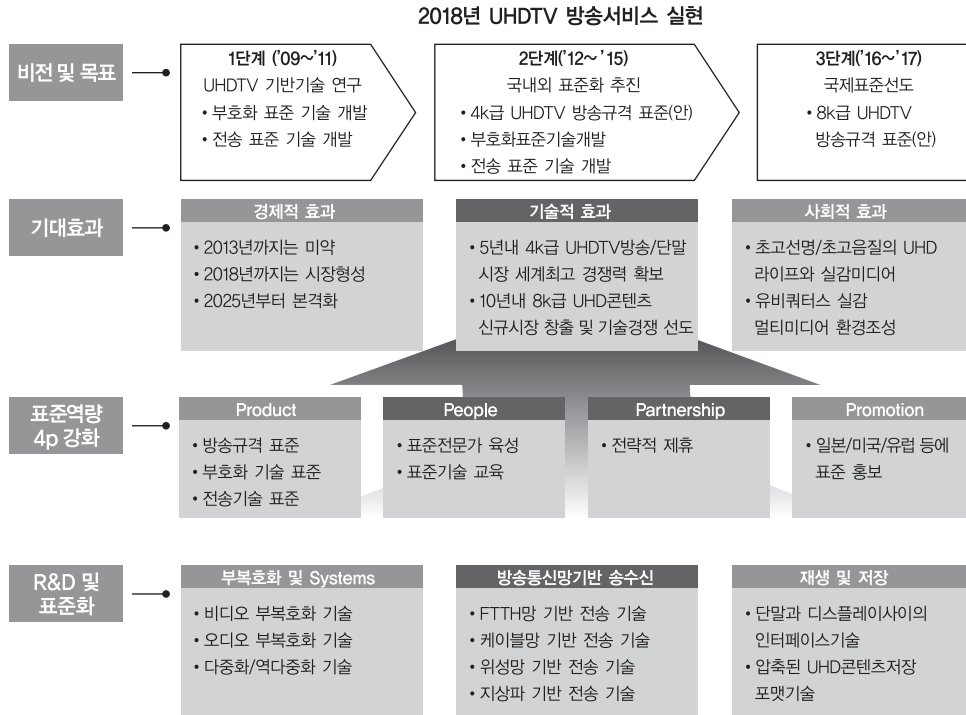 2018년 UHDTV 방송서비스 실현
비전 및 목표
1단계 ('09~'11)
UHDTV 기반기술 연구
• 부호화 표준 기술 개발
• 전송 표준 기술 개발
2단계('12~'15)
국내외 표준화 추진
• 4k급 UHDTV 방송규격 표준(안)
• 부호화표준기술개발
• 전송 표준 기술 개발
3단계('16~'17)
국제표준선도
• 8k급 UHDTV
방송규격 표준(안)
기대효과
경제적 효과
• 2013년까지는 미약
• 2018년까지는 시장형성
• 2025년부터 본격화
기술적 효과
• 5년내 4k급 UHDTV방송/단말
시장 세계최고 경쟁력 확보
• 10년내 8k급 UHD콘텐츠
신규시장 창출 및 기술경쟁 선도
사회적 효과
• 초고선명/초고음질의 UHD
라이프와 실감미디어
• 유비쿼터스 실감
멀티미디어 환경조성
표준역량
4p 강화
Product
• 방송규격 표준
• 부호화 기술 표준
• 전송기술 표준
People
• 표준전문가 육성
• 표준기술 교육
Partnership
• 전략적 제휴
Promotion
• 일본/미국/유럽 등에
표준 홍보
R&D 및
표준화
부복호화 및 Systems
• 비디오 부복호화 기술
• 오디오 부복호화 기술
• 다중화/역다중화 기술
방송통신망기반 송수신
• FTTH망 기반 전송 기술
• 케이블망 기반 전송 기술
• 위성망 기반 전송 기술
• 지상파 기반 전송 기술
재생 및 저장
• 단말과 디스플레이사이의
인터페이스기술
• 압축된 UHD콘텐츠저장
포맷기술